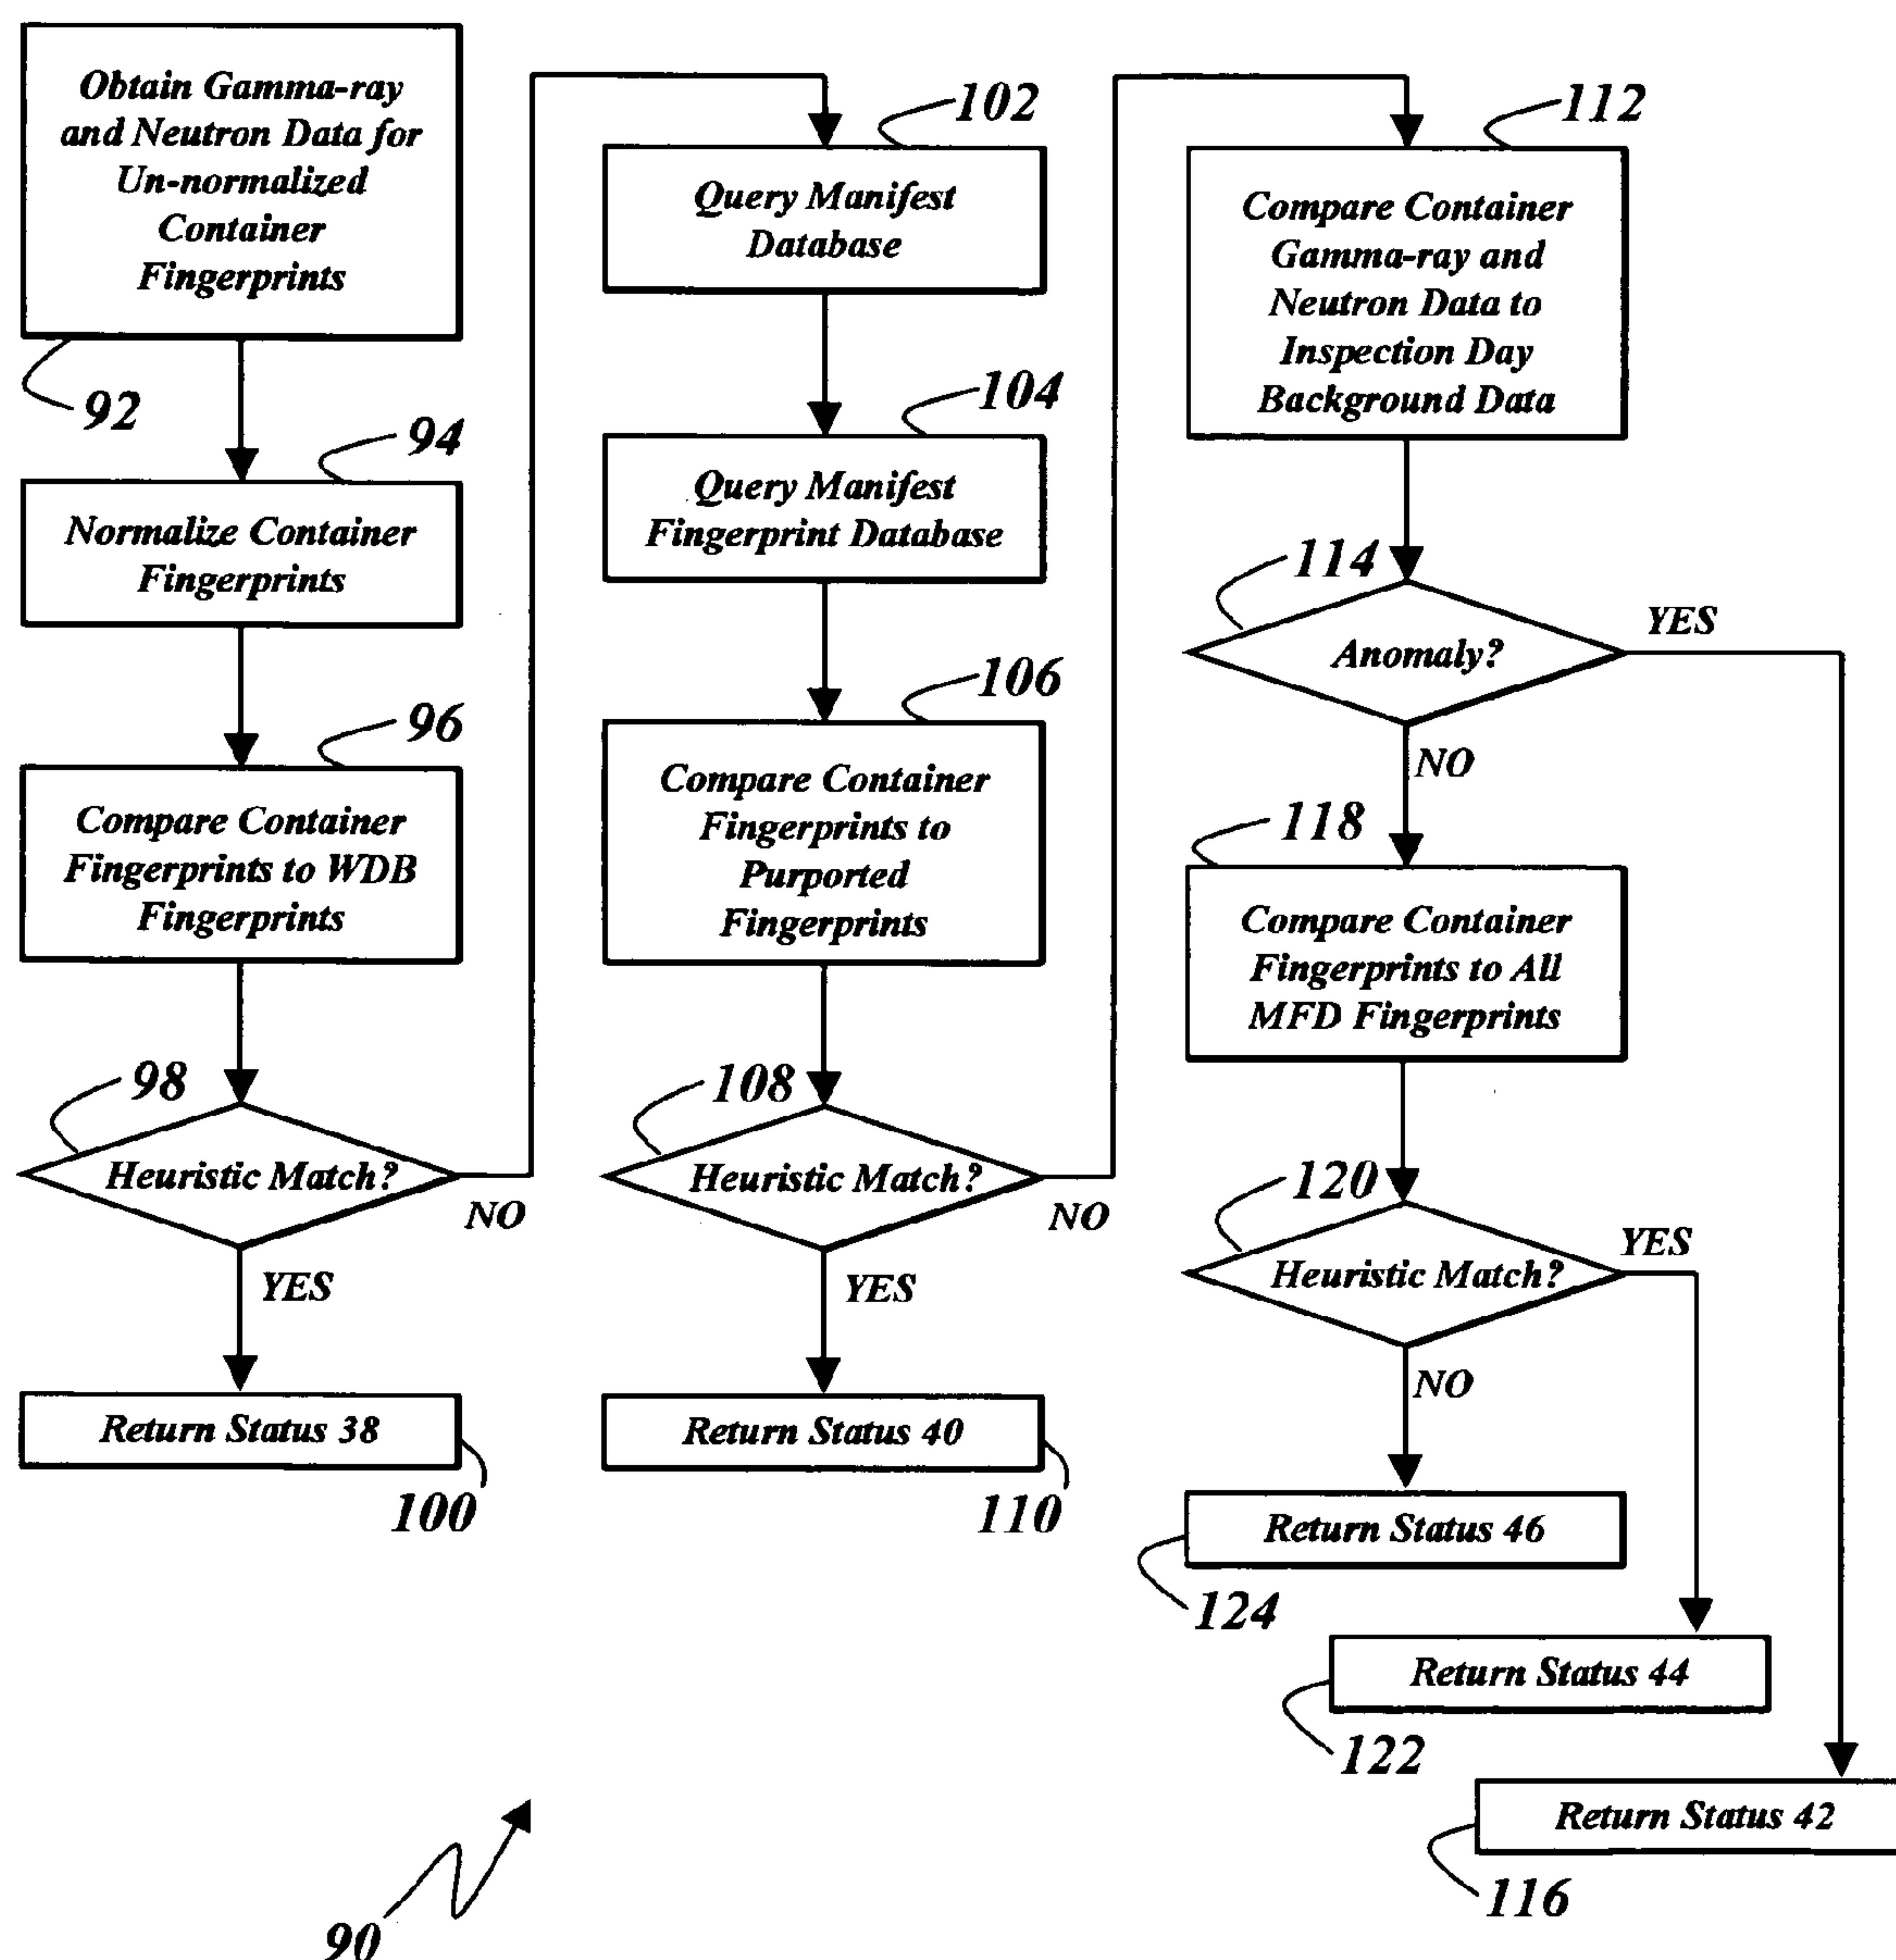 Obtain Gamma-ray
and Neutron Data for
Un-normalized
Container
Fingerprints
92
94
Normalize Container
Fingerprints
96
Compare Container
Fingerprints to WDB
Fingerprints
98
Heuristic Match?
NO
YES
Return Status 38
100
102
Query Manifest
Database
104
Query Manifest
Fingerprint Database
106
Compare Container
Fingerprints to
Purported
Fingerprints
108
Heuristic Match?
NO
YES
Return Status 40
110
112
Compare Container
Gamma-ray and
Neutron Data to
Inspection Day
Background Data
114
Anomaly?
YES
NO
118
Compare Container
Fingerprints to All
MFD Fingerprints
120
Heuristic Match?
YES
NO
Return Status 46
124
Return Status 44
122
Return Status 42
116
90